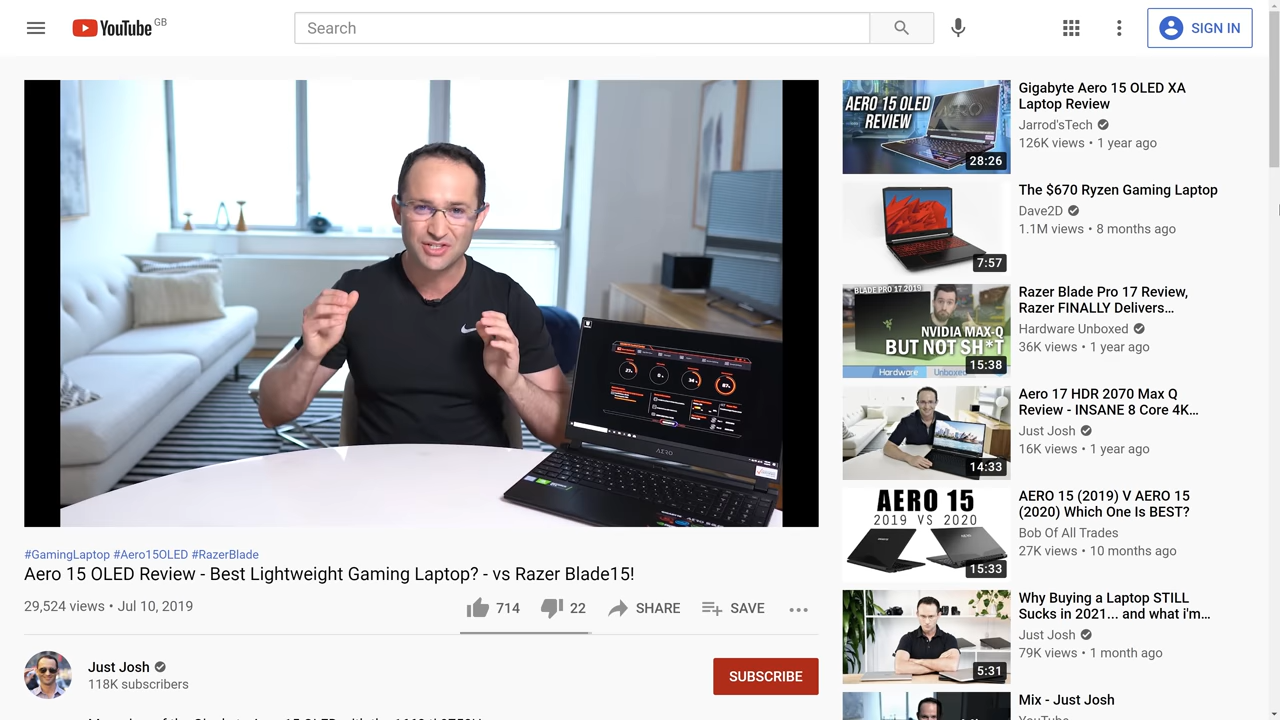 YouTube GB
Search
SIGN IN
AERO
#GamingLaptop #Aero15OLED #RazerBlade
Aero 15 OLED Review - Best Lightweight Gaming Laptop? - vs Razer Blade15!
29,524 views • Jul 10, 2019
714
22
SHARE
SAVE
Just Josh
118K subscribers
SUBSCRIBE
AERO 15 OLED
REVIEW
28:26
Gigabyte Aero 15 OLED XA
Laptop Review
Jarrod'sTech
126K views • 1 year ago
7:57
The $670 Ryzen Gaming Laptop
Dave2D
1.1M views • 8 months ago
BLADE PRO 17 2019
NVIDIA MAX-Q
BUT NOT SH*T
Hardware Unboxed
15:38
Razer Blade Pro 17 Review,
Razer FINALLY Delivers…
Hardware Unboxed
36K views • 1 year ago
14:33
Aero 17 HDR 2070 Max Q
Review - INSANE 8 Core 4K…
Just Josh
16K views • 1 year ago
AERO 15
2019 VS 2020
15:33
AERO 15 (2019) V AERO 15
(2020) Which One Is BEST?
Bob Of All Trades
27K views • 10 months ago
5:31
Why Buying a Laptop STILL
Sucks in 2021... and what i'm…
Just Josh
79K views • 1 month ago
Mix - Just Josh